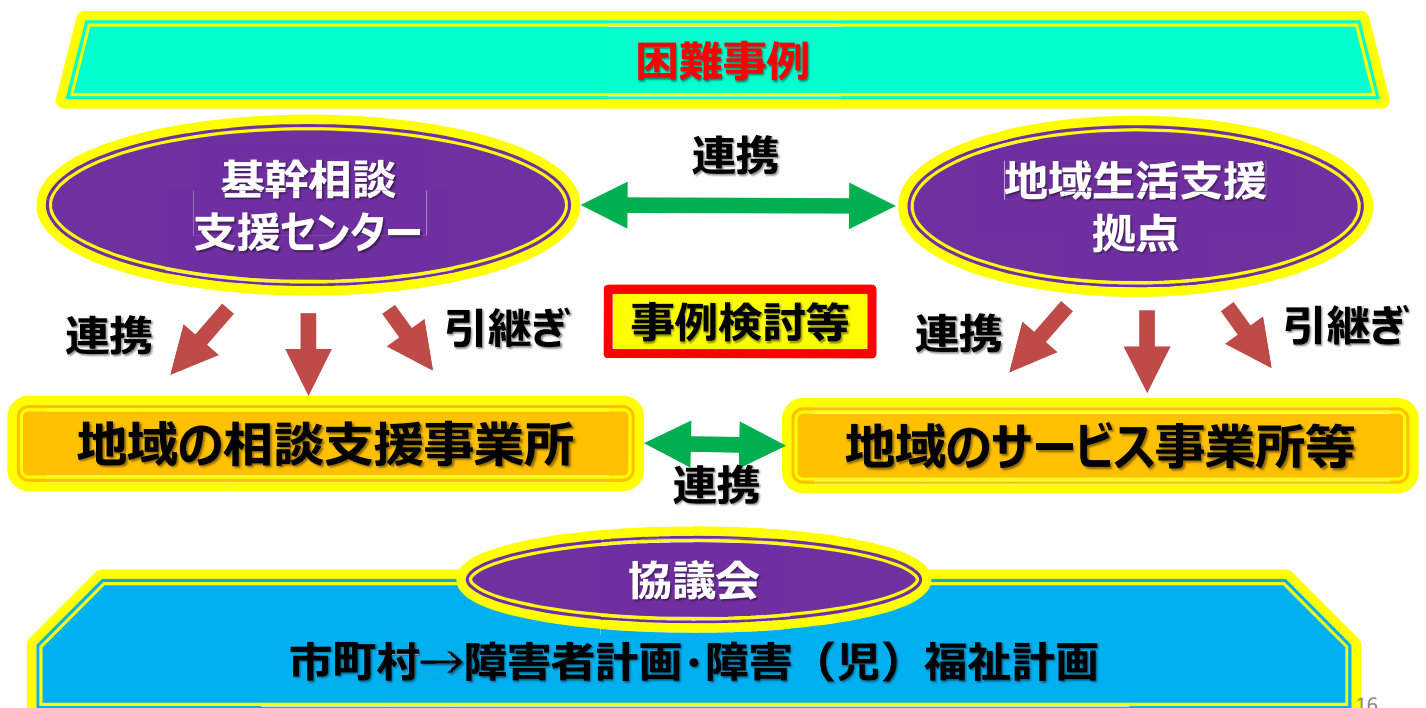 困難事例
連携
基幹相談
支援センター
地域生活支援
拠点
連携
引継ぎ
事例検討等
連携
引継ぎ
地域の相談支援事業所
地域のサービス事業所等
連携
協議会
市町村→障害者計画・障害（児）福祉計画
16